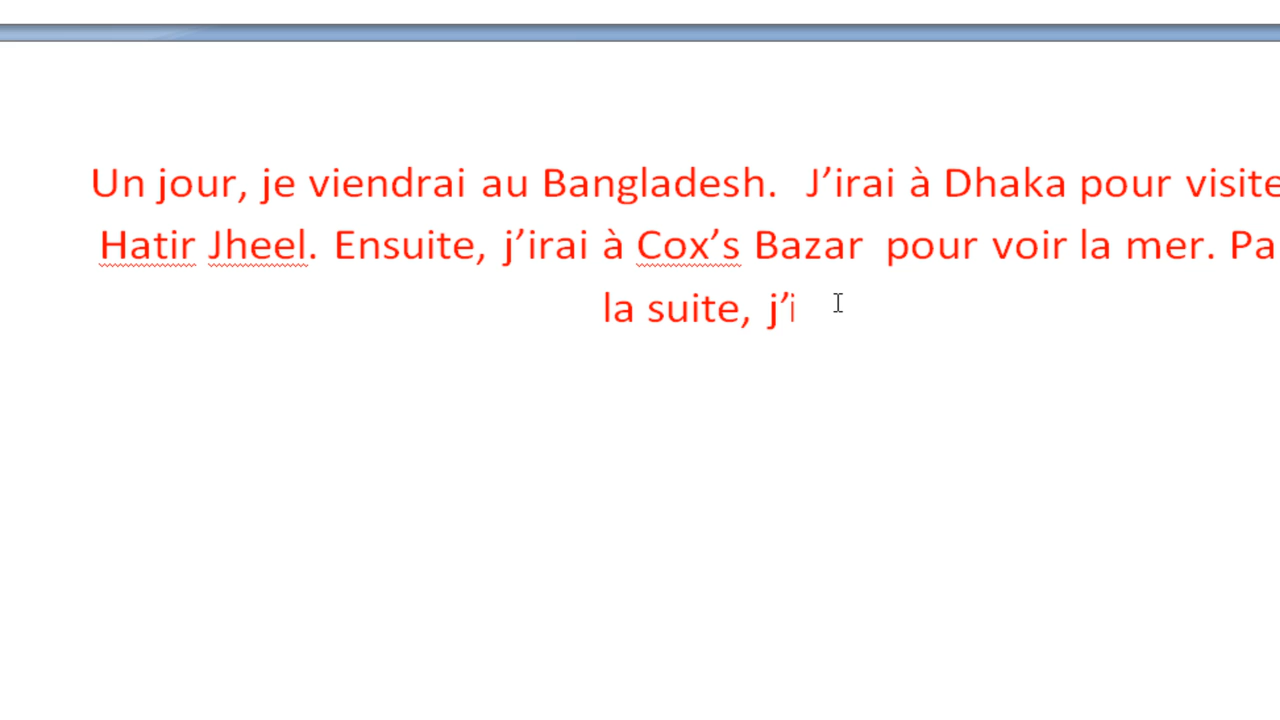 Un jour, je viendrai au Bangladesh. J’irai à Dhaka pour visite
Hatir Jheel. Ensuite, j’irai à Cox’s Bazar pour voir la mer. Pa
la suite, j’i